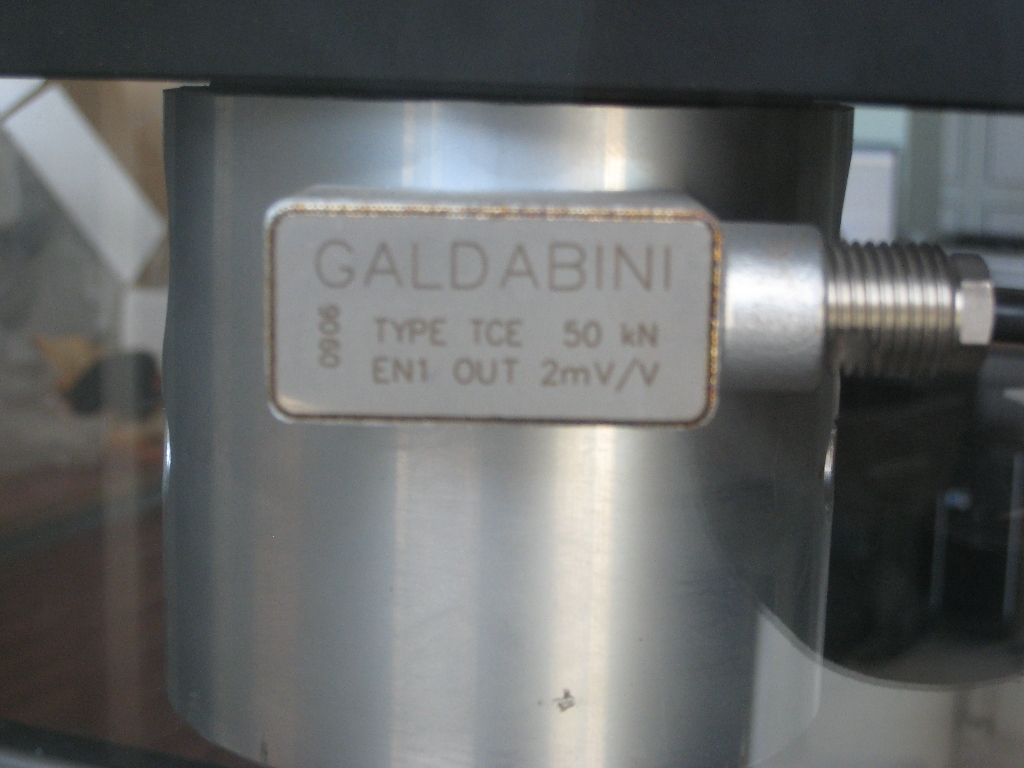 GALDABINI
0906
TYPE TCE 50 kN
EN1 OUT 2mV/V